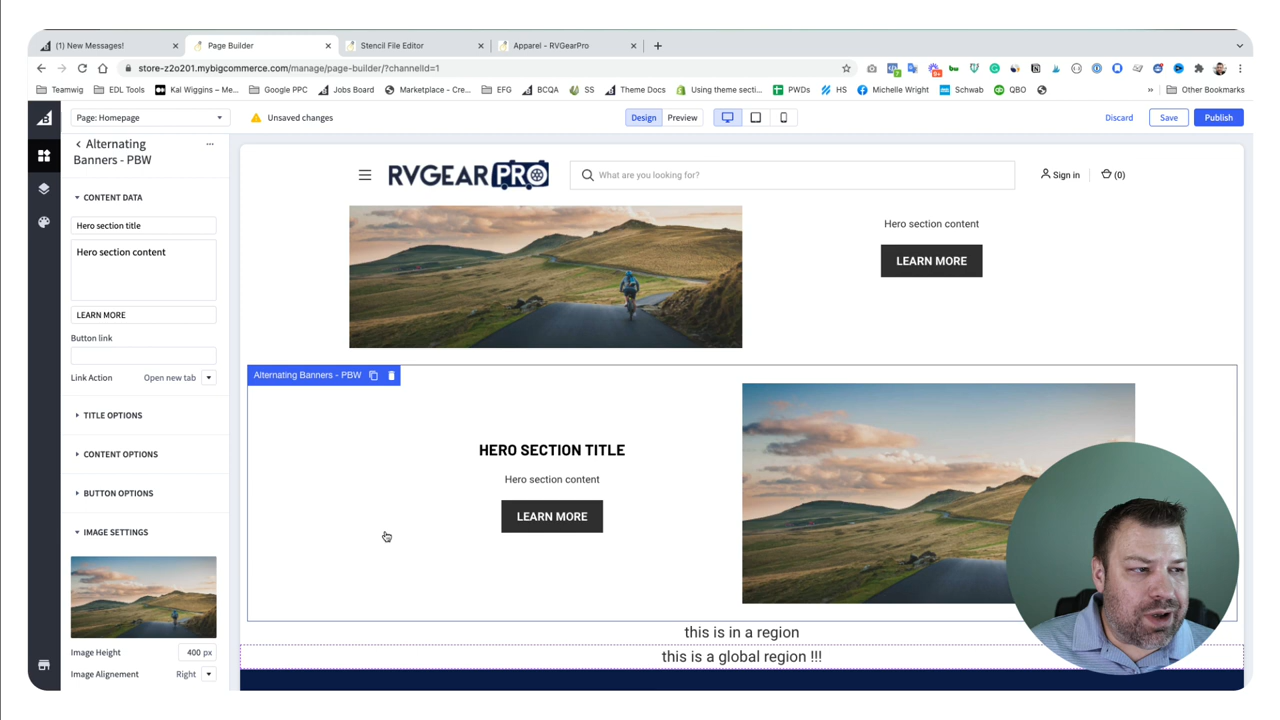 (1) New Messages!
Page Builder
Stencil File Editor
Apparel - RVGearPro
store-z2o201.mybigcommerce.com/manage/page-builder/?channelId=1
Teamwig
EDL Tools
Kal Wiggins – Me...
Google PPC
Jobs Board
Marketplace - Cre...
EFG
BCQA
SS
Theme Docs
Using theme secti...
PWDs
HS
Michelle Wright
Schwab
QBO
»
Other Bookmarks
Page: Homepage
Unsaved changes
Design
Preview
Discard
Save
Publish
Alternating
Banners - PBW
CONTENT DATA
Hero section title
Hero section content
LEARN MORE
Button link
Link Action
Open new tab
TITLE OPTIONS
CONTENT OPTIONS
BUTTON OPTIONS
IMAGE SETTINGS
Image Height
400 px
Image Alignement
Right
RVGEARPRO
What are you looking for?
Sign in
(0)
Hero section content
LEARN MORE
Alternating Banners - PBW
HERO SECTION TITLE
Hero section content
LEARN MORE
this is in a region
this is a global region !!!